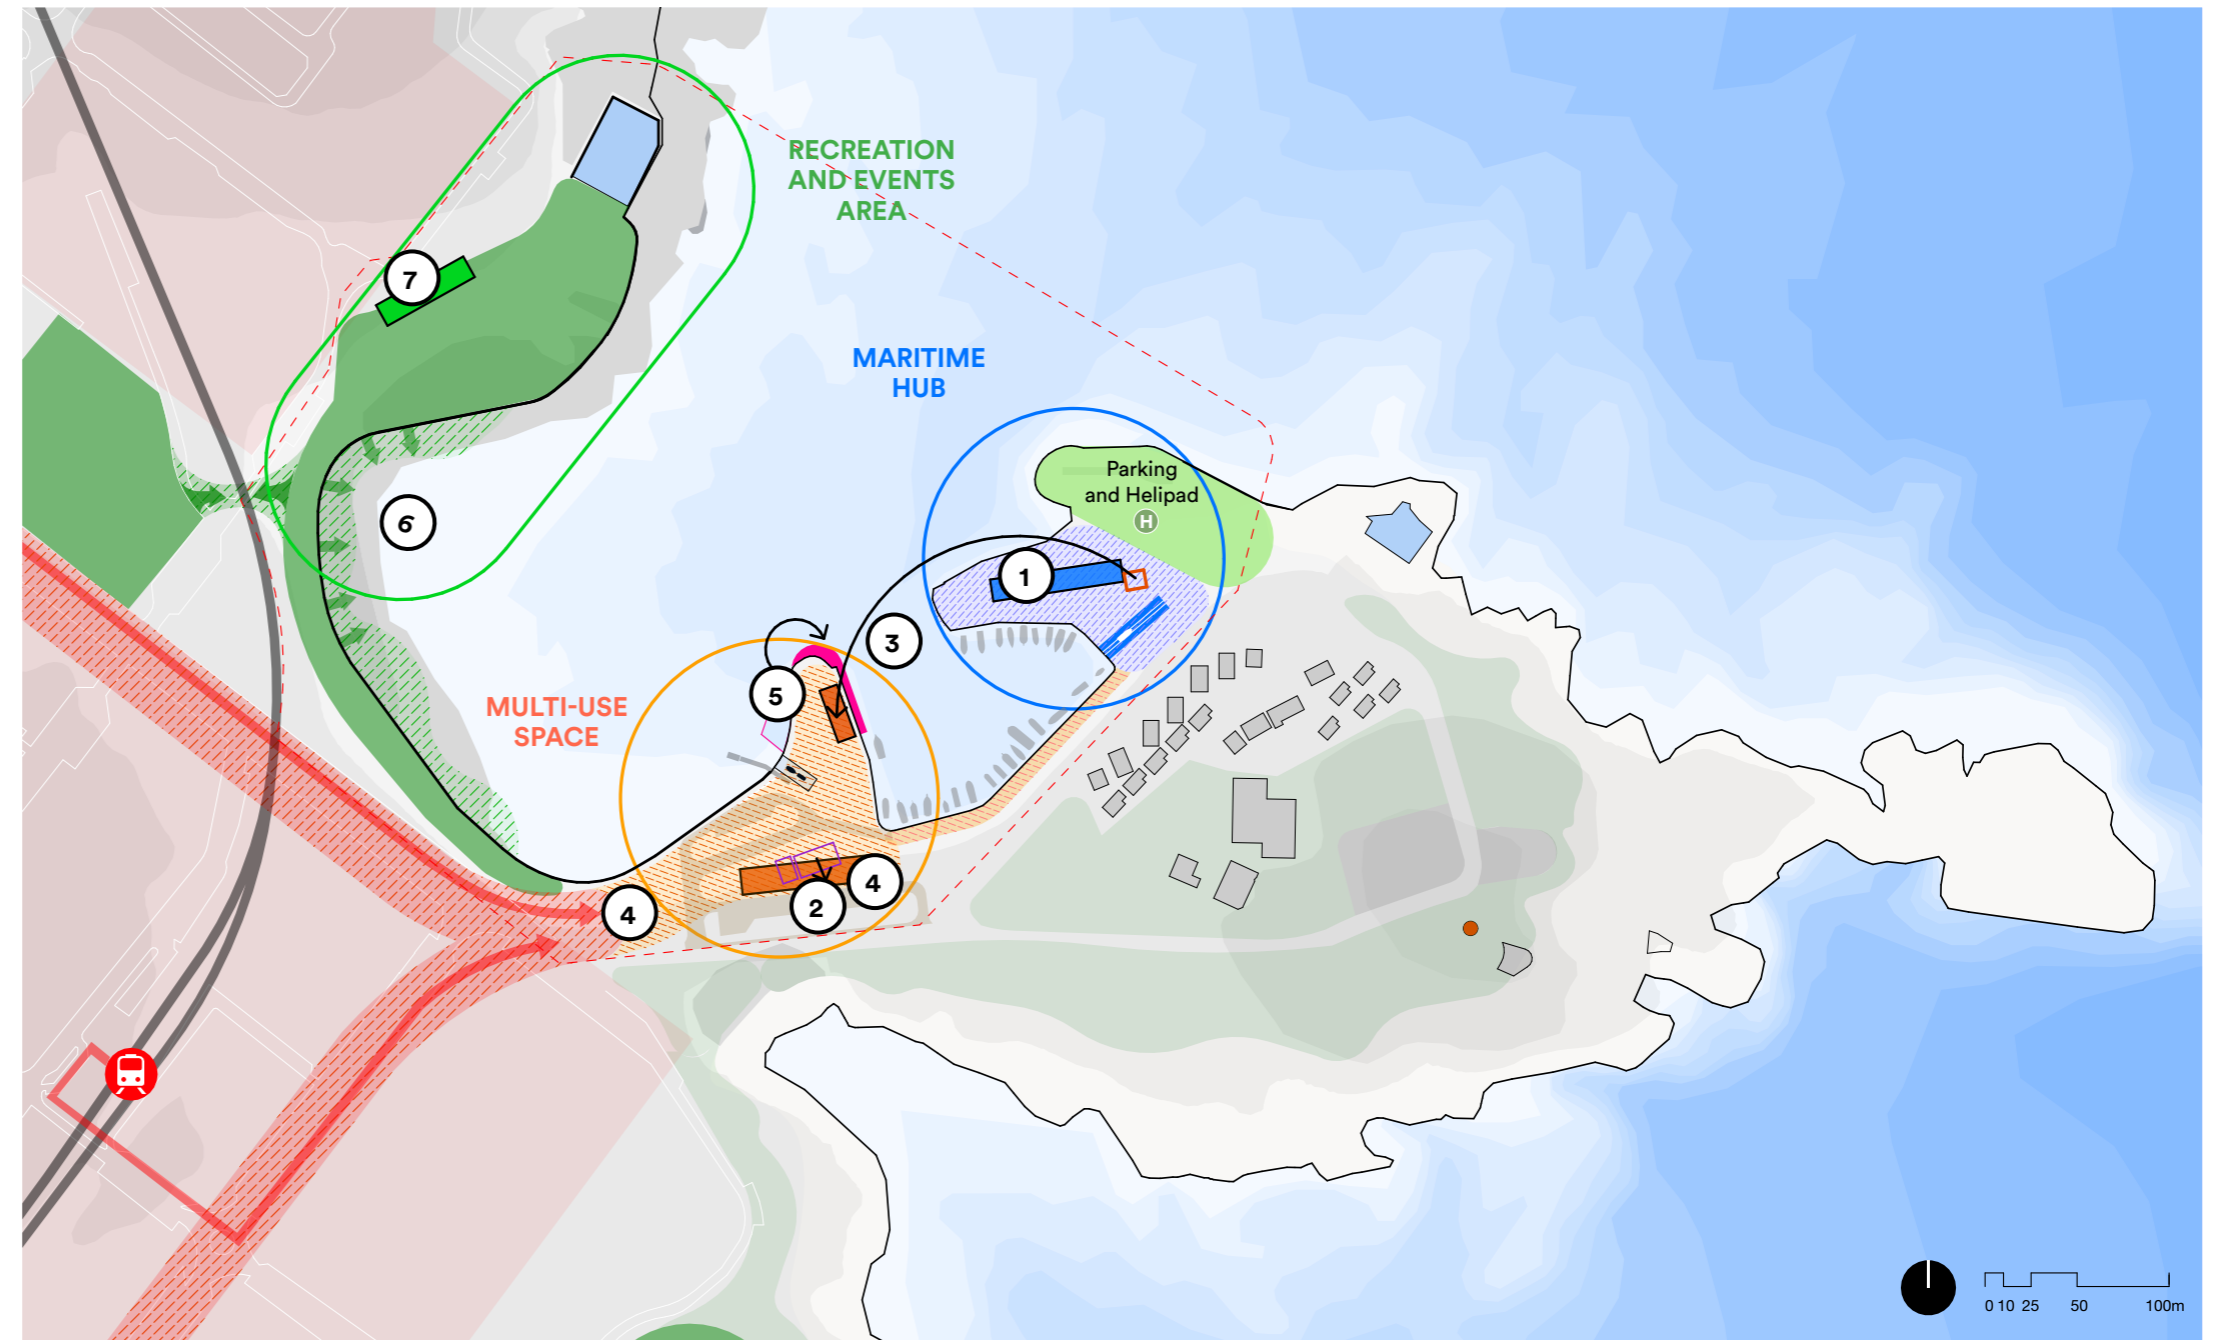 RECREATION
AND EVENTS
AREA
7
MARITIME
HUB
Parking
and Helipad
H
6
1
3
5
MULTI-USE
SPACE
4
2
4
0 10 25 50 100m